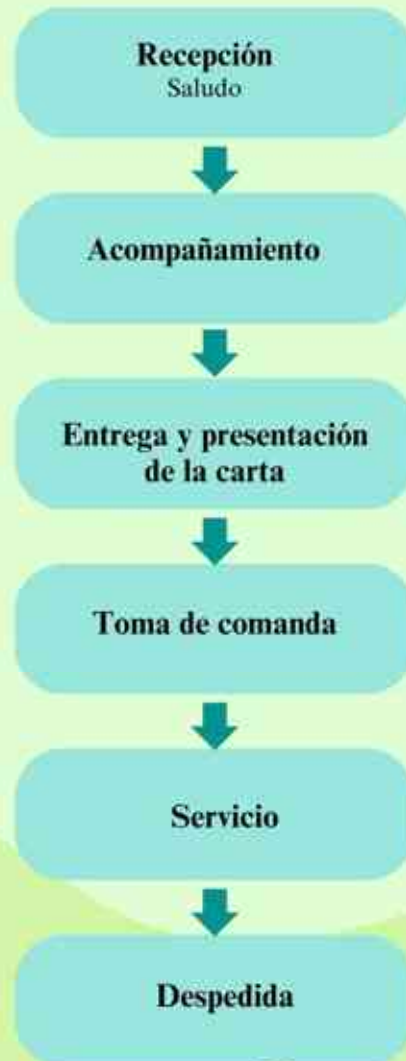 Recepción
Saludo
Acompañamiento
Entrega y presentación
de la carta
Toma de comanda
Servicio
Despedida